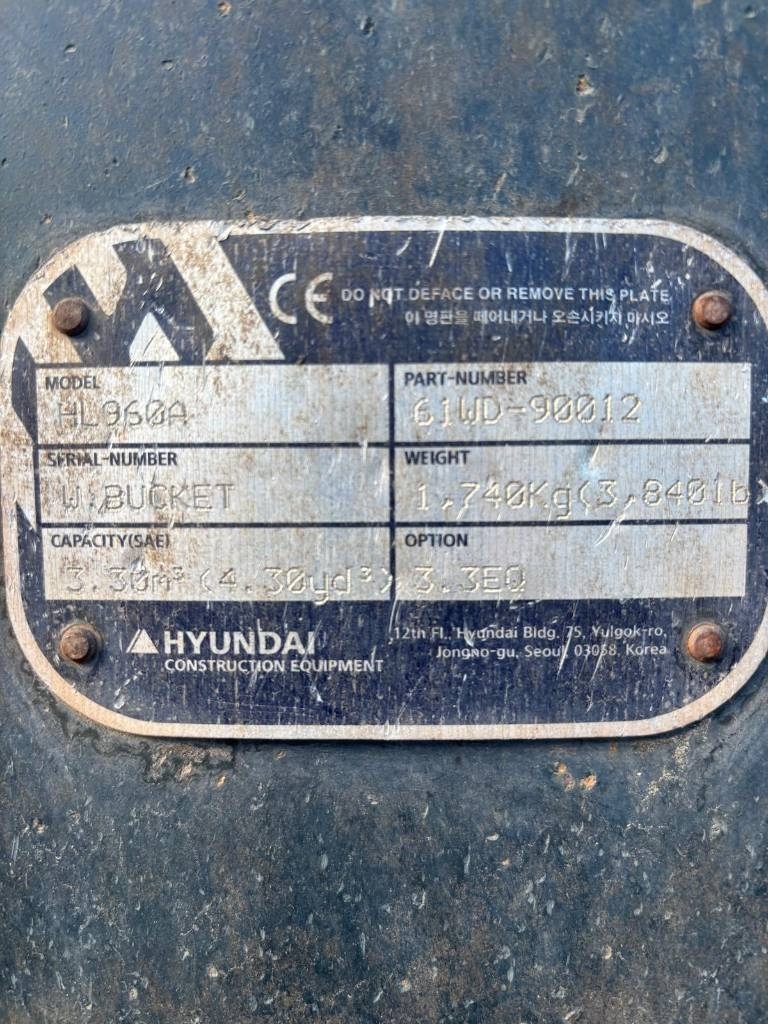 CE DO NOT DEFACE OR REMOVE THIS PLATE
이 명판을 떼어내거나 오손시키지 마시오
MODEL
HL960A
PART-NUMBER
61WD-90012
SERIAL-NUMBER
W.BUCKET
WEIGHT
1,740Kg(3,840lb)
CAPACITY(SAE)
3.30m³(4.30yd³)
OPTION
3.3EQ
HYUNDAI
CONSTRUCTION EQUIPMENT
12th Fl., Hyundai Bldg. 75, Yulgok-ro,
Jongno-gu, Seoul, 03058, Korea